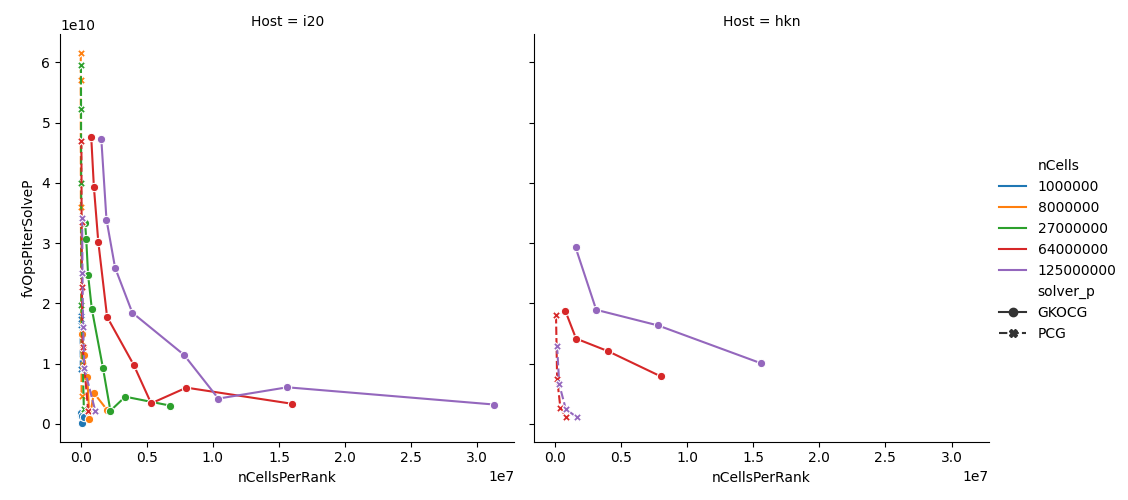 Host = i20
Host = hkn
1e10
6
5
4
3
2
1
0
fvOpsPIterSolveP
0.0 0.5 1.0 1.5 2.0 2.5 3.0
1e7
nCellsPerRank
0.0 0.5 1.0 1.5 2.0 2.5 3.0
1e7
nCellsPerRank
nCells
1000000
8000000
27000000
64000000
125000000
solver_p
GKOCG
PCG